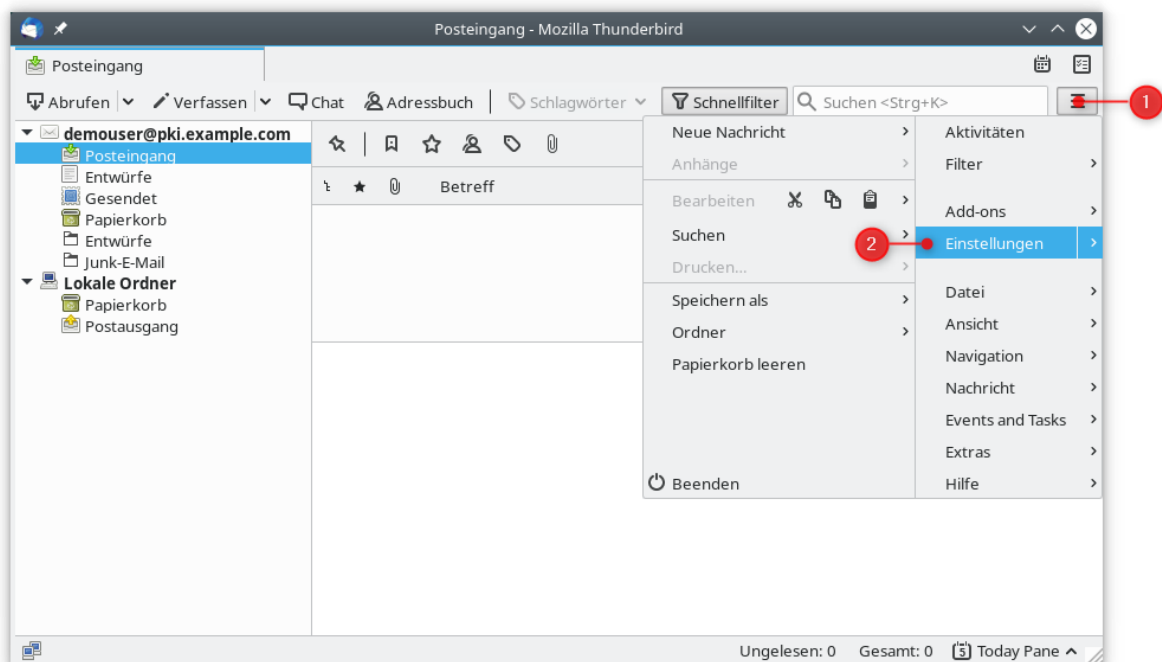 Posteingang - Mozilla Thunderbird
Posteingang
Abrufen Verfassen Chat Adressbuch Schlagwörter Schnellfilter Suchen <Strg+K>
1
demouser@pki.example.com
Posteingang
Entwürfe
Gesendet
Papierkorb
Entwürfe
Junk-E-Mail
Lokale Ordner
Papierkorb
Postausgang
Betreff
Neue Nachricht
Anhänge
Bearbeiten
Suchen
Drucken...
Speichern als
Ordner
Papierkorb leeren
Beenden
Aktivitäten
Filter
Add-ons
2
Einstellungen
Datei
Ansicht
Navigation
Nachricht
Events and Tasks
Extras
Hilfe
Ungelesen: 0 Gesamt: 0 5 Today Pane